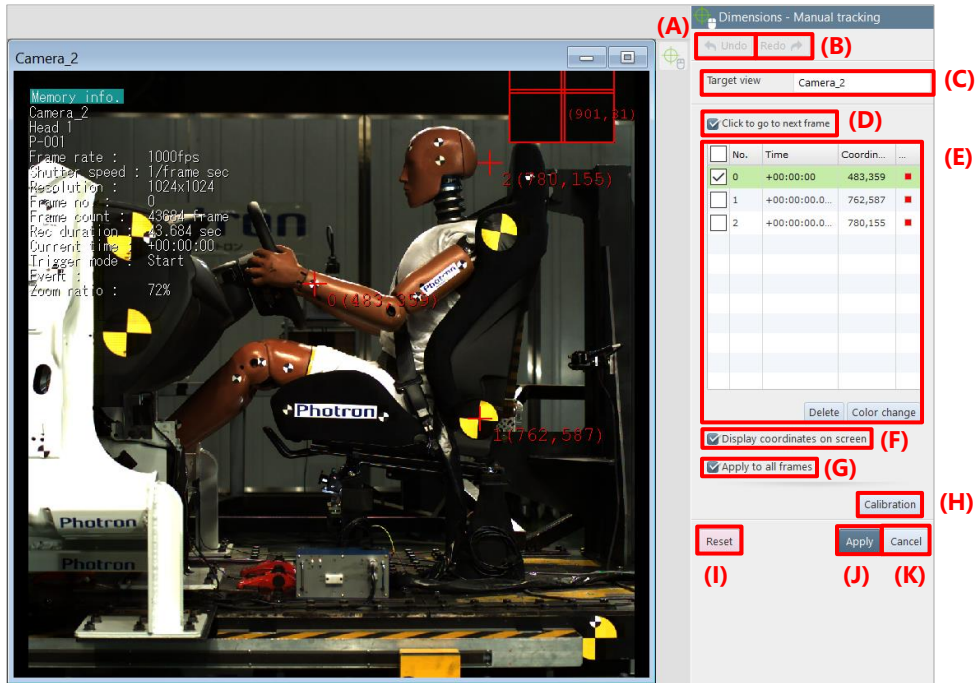 (A)
Dimensions - Manual tracking
Undo
Redo
(B)
Camera_2
Target view
Camera_2
(C)
Memory info.
Camera_2
Head 1
P-001
Frame rate : 1000fps
Shutter speed : 1/frame sec
Resolution : 1024x1024
Frame no. : 0
Frame count : 43684 frame
Rec duration : 43.684 sec
Current time : +00:00:00
Trigger mode : Start
Event :
Zoom ratio : 72%
(901,81)
2(780,155)
0(483,359)
1(762,587)
Photron
Photron
Photron
Photron
Click to go to next frame
(D)
(E)
No. Time Coordin... ...
0 +00:00:00 483,359
1 +00:00:00.0... 762,587
2 +00:00:00.0... 780,155
Delete
Color change
Display coordinates on screen
(F)
Apply to all frames
(G)
Calibration
(H)
Reset
Apply
Cancel
(I)
(J)
(K)